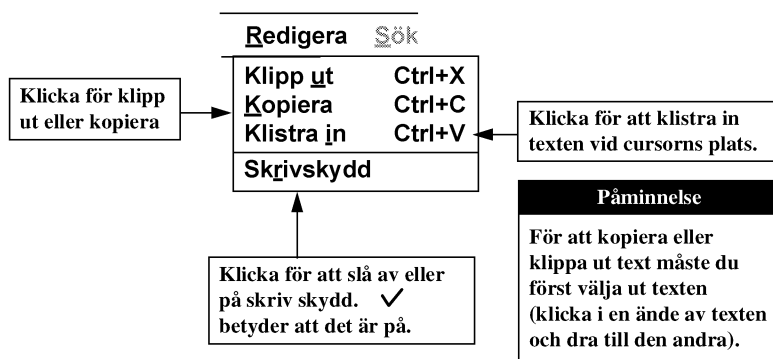 Redigera Sök
Klipp ut Ctrl+X
Kopiera Ctrl+C
Klistra in Ctrl+V
Skrivskydd
Klicka för klipp
ut eller kopiera
Klicka för att klistra in
texten vid cursorns plats.
Klicka för att slå av eller
på skriv skydd. ✓
betyder att det är på.
Påminnelse
För att kopiera eller
klippa ut text måste du
först välja ut texten
(klicka i en ände av texten
och dra till den andra).